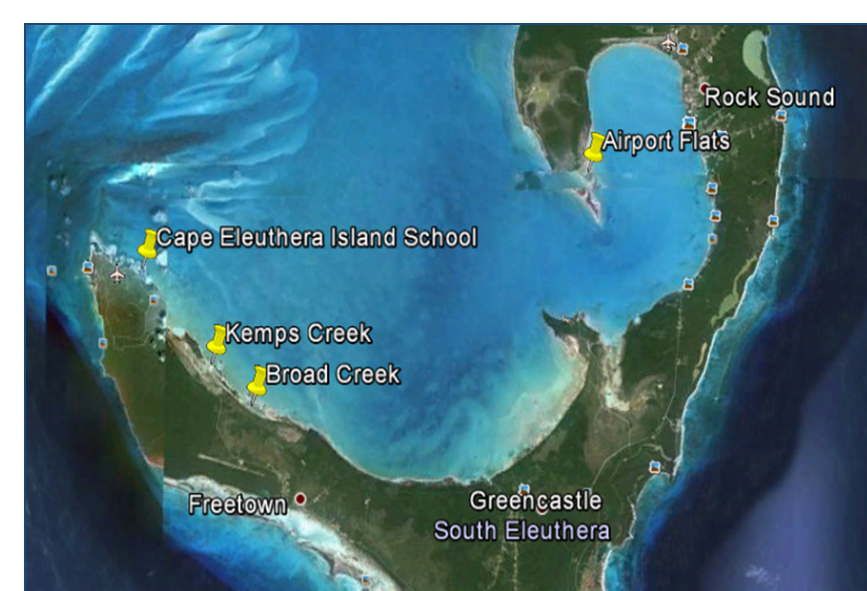 Rock Sound
Airport Flats
Cape Eleuthera Island School
Kemps Creek
Broad Creek
Freetown
Greencastle
South Eleuthera